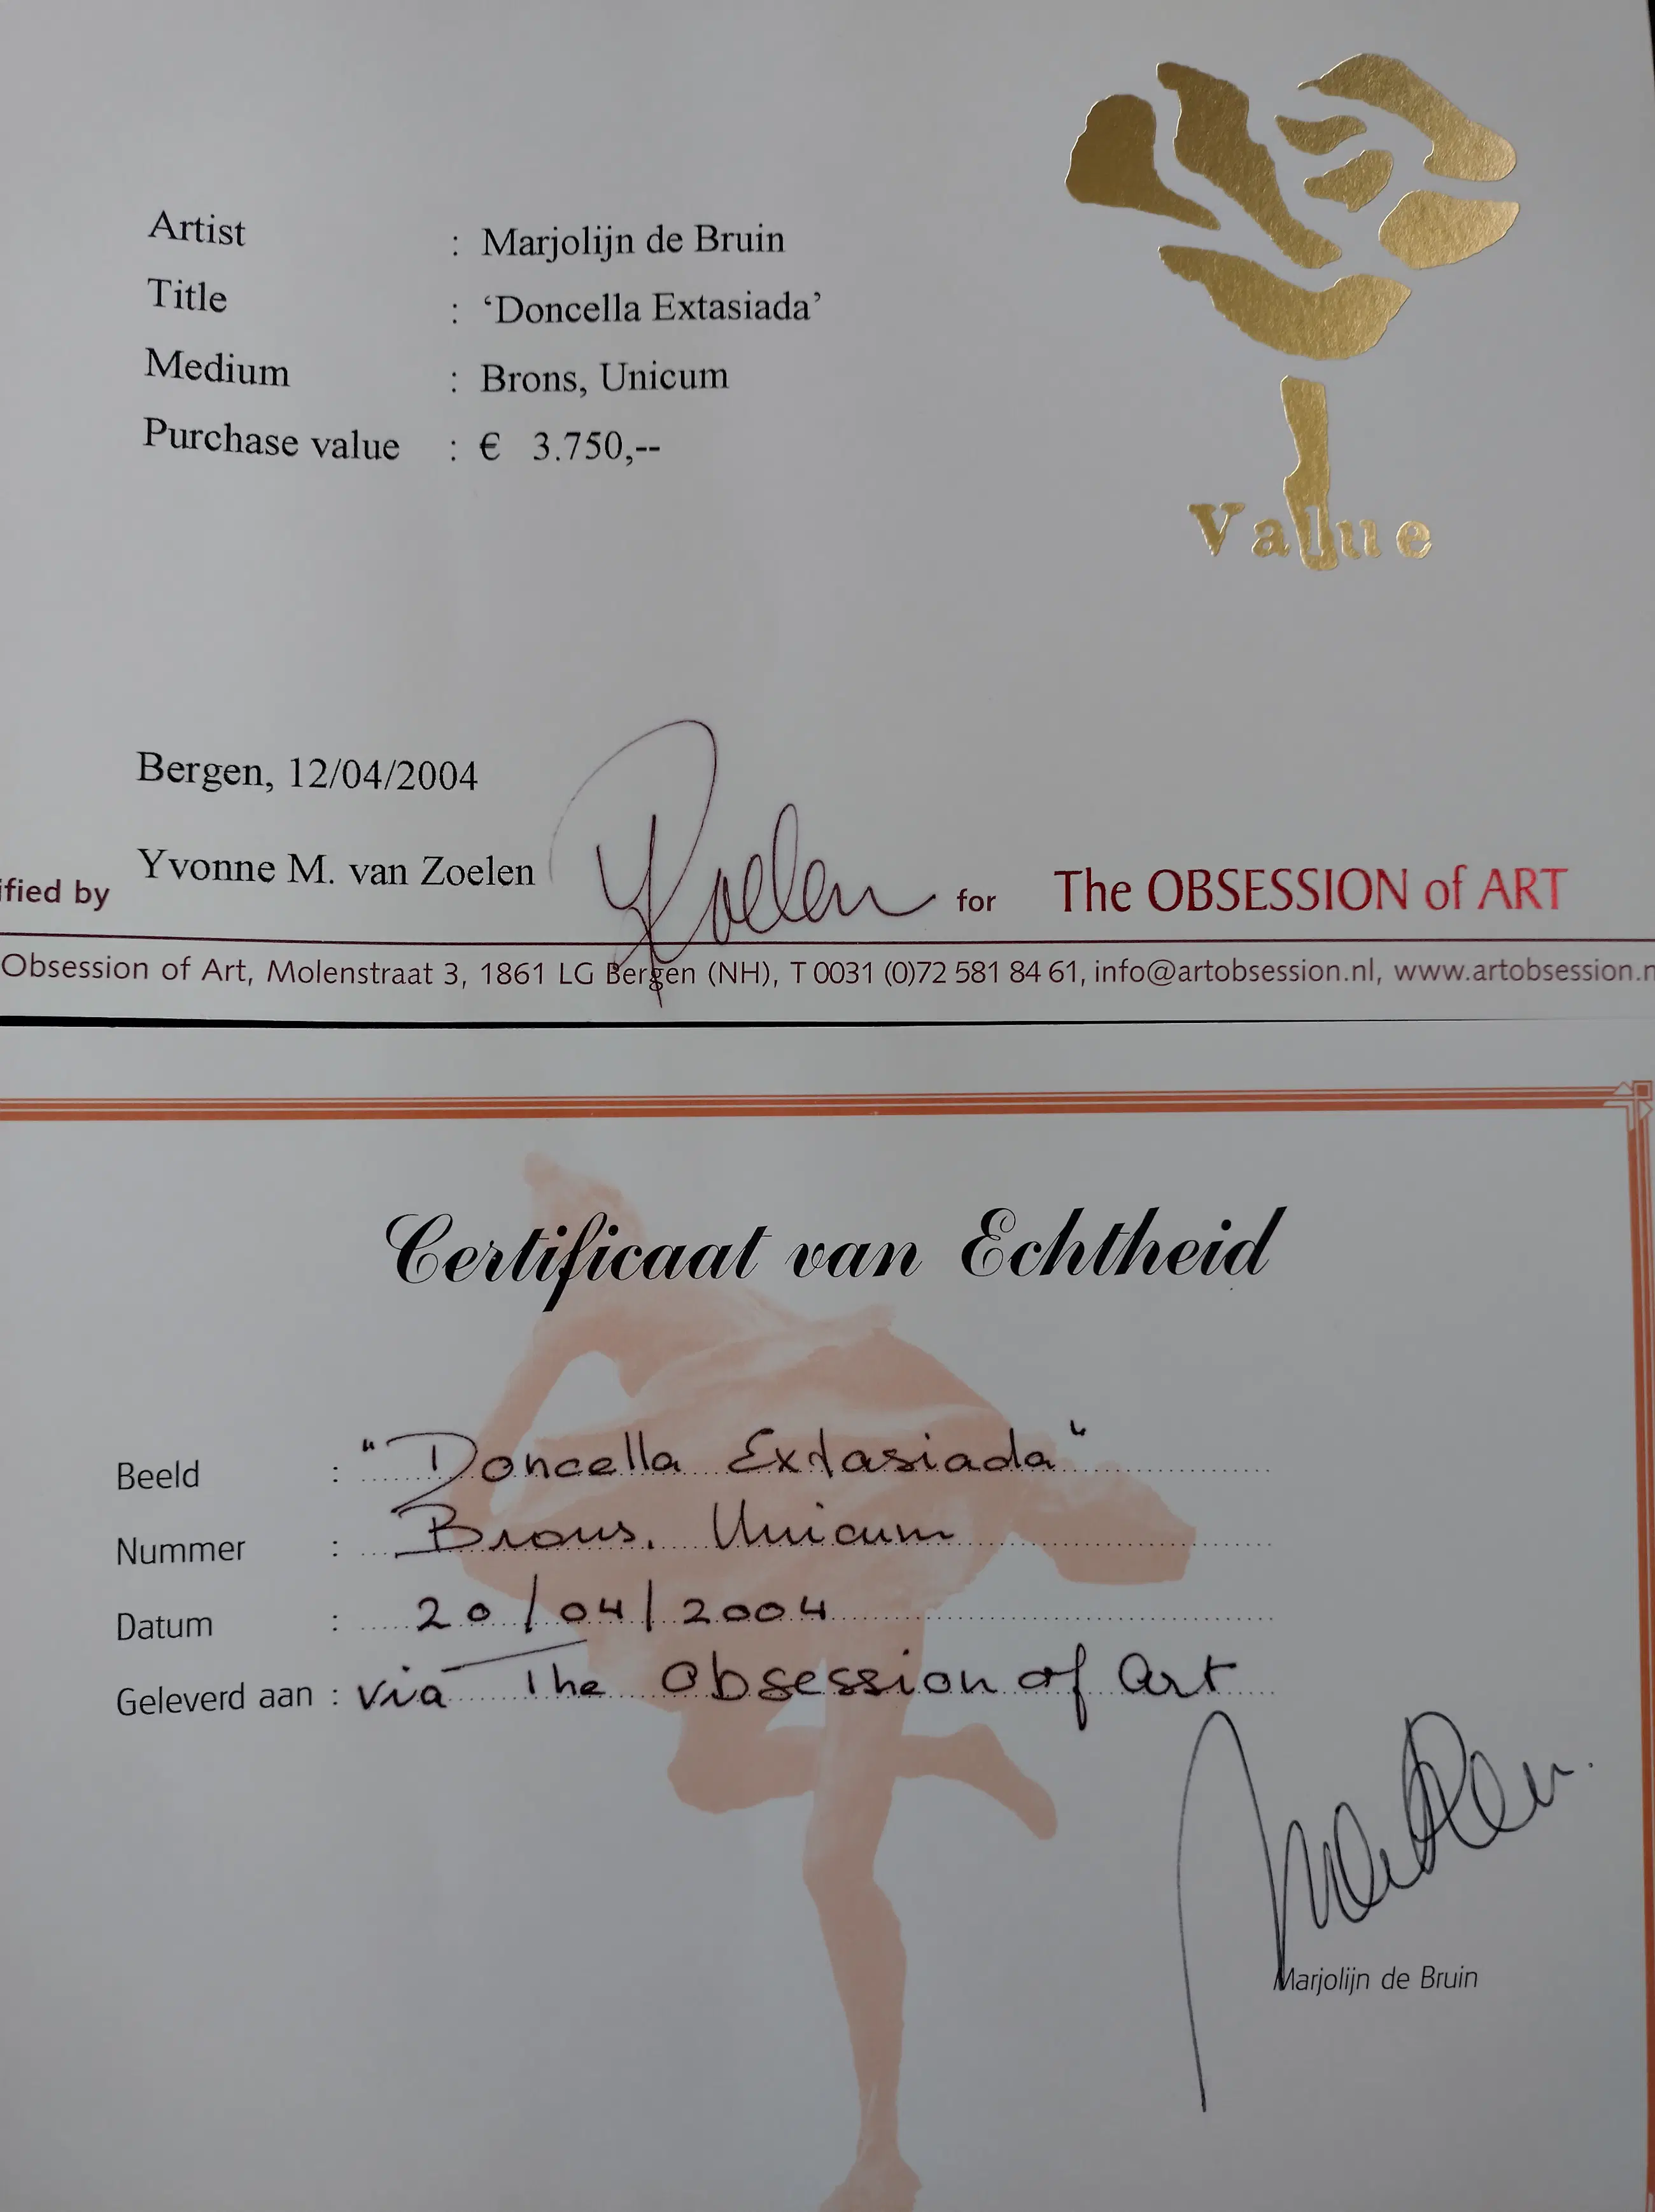 Artist : Marjolijn de Bruin
Title : ‘Doncella Extasiada’
Medium : Brons, Unicum
Purchase value : € 3.750,--
Value
Bergen, 12/04/2004
Yvonne M. van Zoelen
ified by
for The OBSESSION of ART
Obsession of Art, Molenstraat 3, 1861 LG Bergen (NH), T 0031 (0)72 581 84 61, info@artobsession.nl, www.artobsession.n
Certificaat van Echtheid
Beeld : "Doncella Extasiada"
Nummer : Brons, Unicum
Datum : 20/04/2004
Geleverd aan : via The Obsession of Art
Marjolijn de Bruin